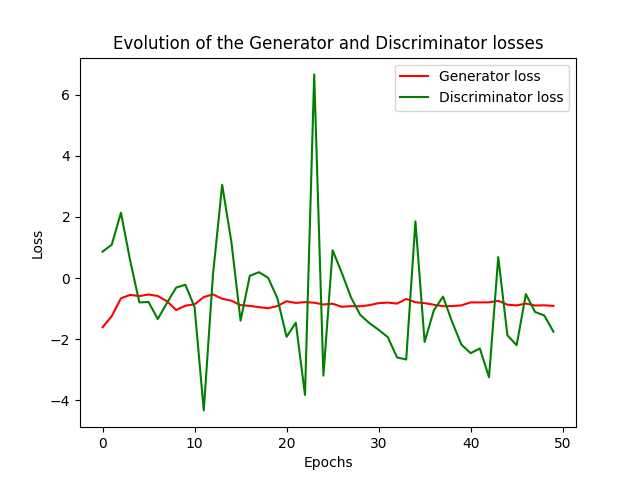 Evolution of the Generator and Discriminator losses
Generator loss
Discriminator loss
6
4
2
0
−2
−4
Loss
0 10 20 30 40 50
Epochs